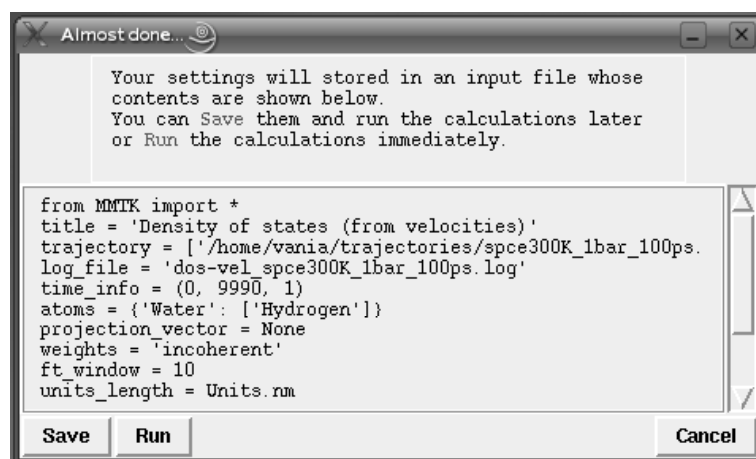 Almost done...
Your settings will stored in an input file whose
contents are shown below.
You can Save them and run the calculations later
or Run the calculations immediately.
from MMTK import *
title = 'Density of states (from velocities)'
trajectory = ['/home/vania/trajectories/spce300K_1bar_100ps.
log_file = 'dos-vel_spce300K_1bar_100ps.log'
time_info = (0, 9990, 1)
atoms = {'Water': ['Hydrogen']}
projection_vector = None
weights = 'incoherent'
ft_window = 10
units_length = Units.nm
Save Run Cancel